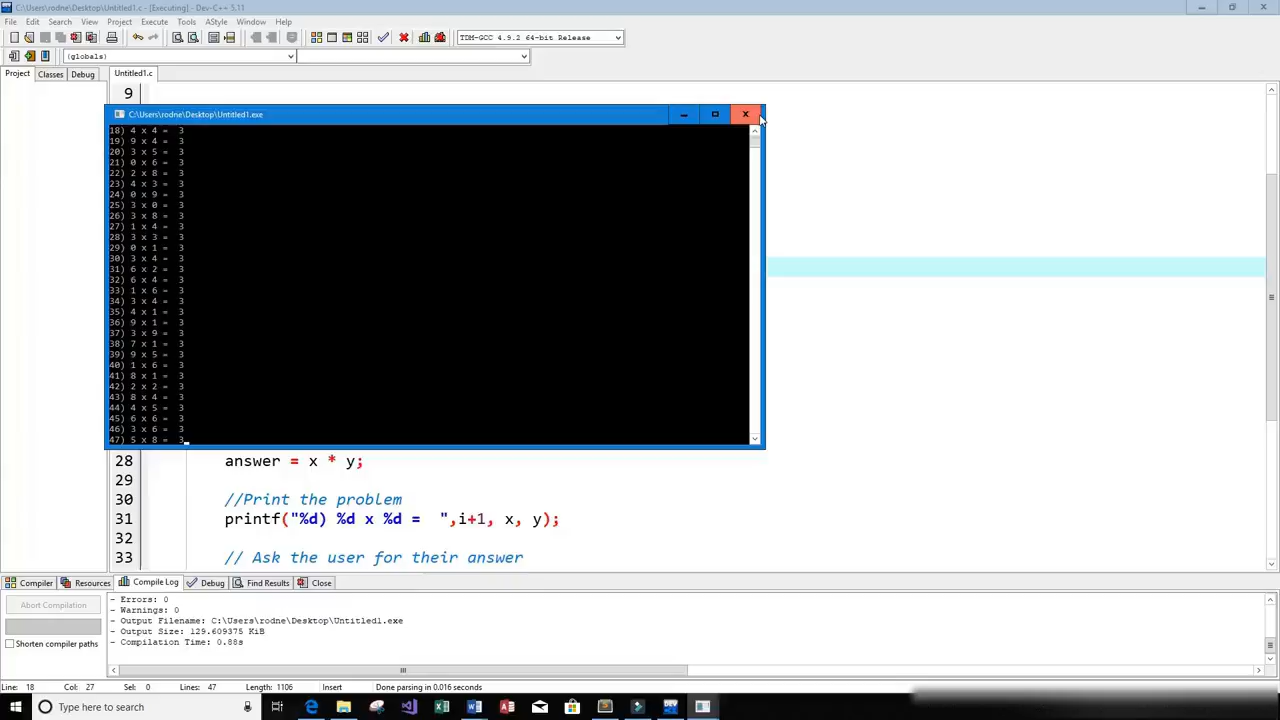 C:\Users\rodne\Desktop\Untitled1.c - [Executing] - Dev-C++ 5.11
File Edit Search View Project Execute Tools AStyle Window Help
TDM-GCC 4.9.2 64-bit Release
(globals)
Project Classes Debug Untitled1.c
9
C:\Users\rodne\Desktop\Untitled1.exe
18) 4 x 4 = 3
19) 9 x 4 = 3
20) 3 x 5 = 3
21) 0 x 6 = 3
22) 2 x 8 = 3
23) 4 x 3 = 3
24) 0 x 9 = 3
25) 3 x 0 = 3
26) 3 x 8 = 3
27) 1 x 4 = 3
28) 3 x 3 = 3
29) 0 x 1 = 3
30) 3 x 4 = 3
31) 6 x 2 = 3
32) 6 x 4 = 3
33) 1 x 6 = 3
34) 3 x 4 = 3
35) 4 x 1 = 3
36) 9 x 1 = 3
37) 3 x 9 = 3
38) 7 x 1 = 3
39) 9 x 5 = 3
40) 1 x 6 = 3
41) 8 x 1 = 3
42) 2 x 2 = 3
43) 8 x 4 = 3
44) 4 x 5 = 3
45) 6 x 6 = 3
46) 3 x 6 = 3
47) 5 x 8 = 3
28 answer = x * y;
29
30 //Print the problem
31 printf("%d) %d x %d =  ",i+1, x, y);
32
33 // Ask the user for their answer
Compiler Resources Compile Log Debug Find Results Close
Abort Compilation
Shorten compiler paths
- Errors: 0
- Warnings: 0
- Output Filename: C:\Users\rodne\Desktop\Untitled1.exe
- Output Size: 129.609375 KiB
- Compilation Time: 0.88s
Line: 18 Col: 27 Sel: 0 Lines: 47 Length: 1106 Insert Done parsing in 0.016 seconds
Type here to search